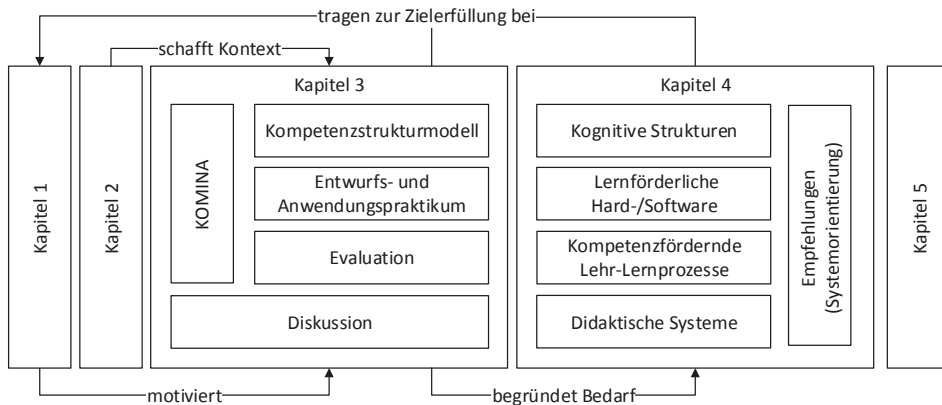 tragen zur Zielerfüllung bei
schafft Kontext
Kapitel 1
Kapitel 2
Kapitel 3
KOMINA
Kompetenzstrukturmodell
Entwurfs- und
Anwendungspraktikum
Evaluation
Diskussion
Kapitel 4
Kognitive Strukturen
Lernförderliche
Hard-/Software
Kompetenzfördernde
Lehr-Lernprozesse
Didaktische Systeme
Empfehlungen
(Systemorientierung)
Kapitel 5
motiviert
begründet Bedarf